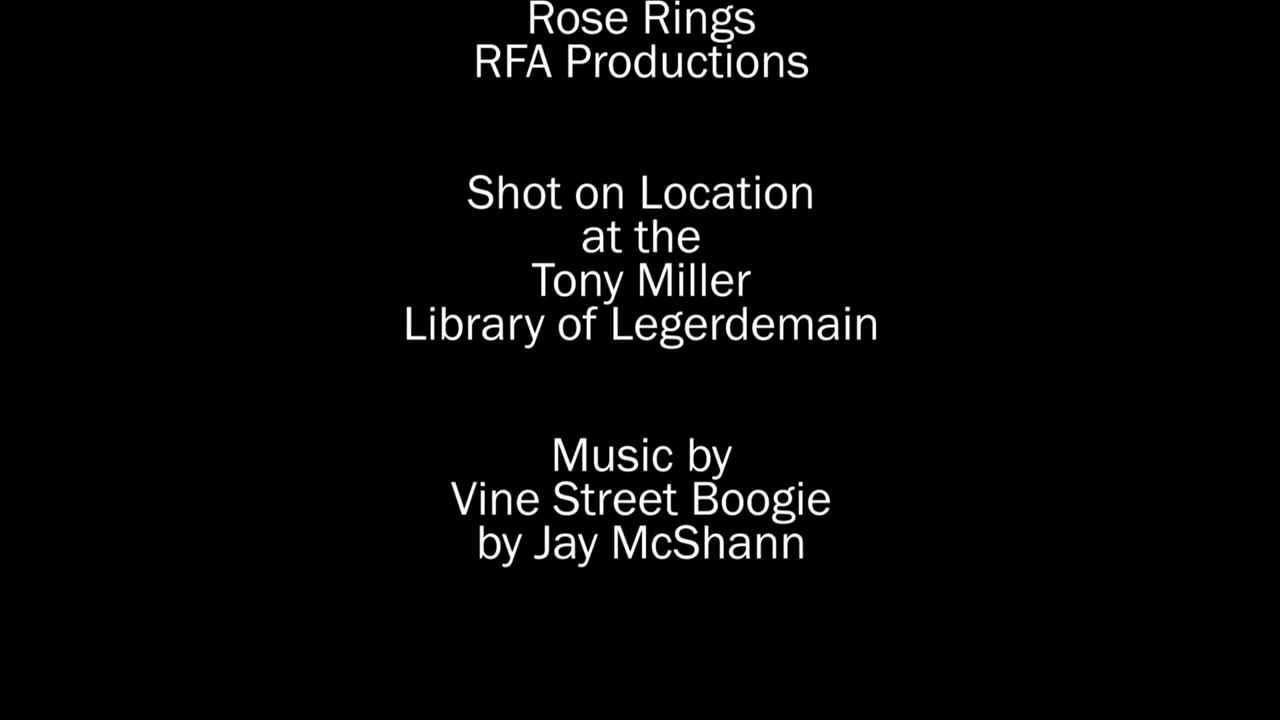 Rose Rings
RFA Productions
Shot on Location
at the
Tony Miller
Library of Legerdemain
Music by
Vine Street Boogie
by Jay McShann